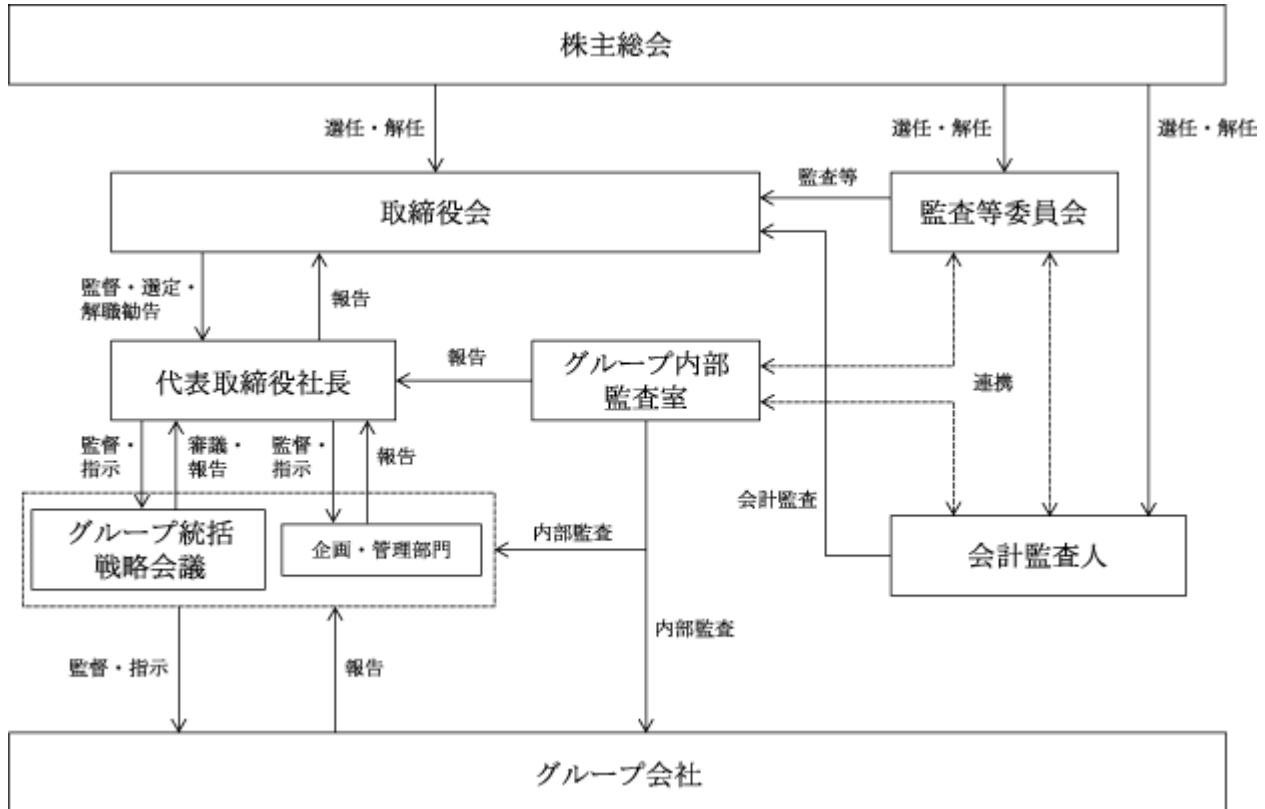 株主総会
選任・解任
選任・解任
選任・解任
監査等
取締役会
監査等委員会
監督・選定・
解職勧告
報告
代表取締役社長
報告
グループ内部
監査室
連携
監督・
指示
審議・
報告
監督・
指示
報告
グループ統括
戦略会議
企画・管理部門
内部監査
会計監査
会計監査人
監督・指示
報告
内部監査
グループ会社